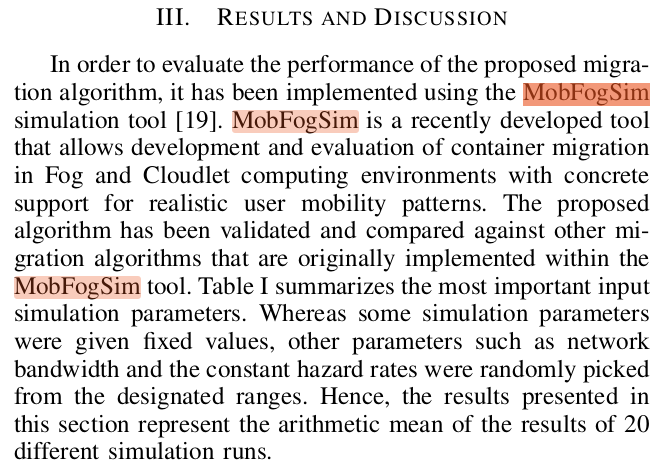 III. RESULTS AND DISCUSSION
In order to evaluate the performance of the proposed migra-
tion algorithm, it has been implemented using the MobFogSim
simulation tool [19]. MobFogSim is a recently developed tool
that allows development and evaluation of container migration
in Fog and Cloudlet computing environments with concrete
support for realistic user mobility patterns. The proposed
algorithm has been validated and compared against other mi-
gration algorithms that are originally implemented within the
MobFogSim tool. Table I summarizes the most important input
simulation parameters. Whereas some simulation parameters
were given fixed values, other parameters such as network
bandwidth and the constant hazard rates were randomly picked
from the designated ranges. Hence, the results presented in
this section represent the arithmetic mean of the results of 20
different simulation runs.